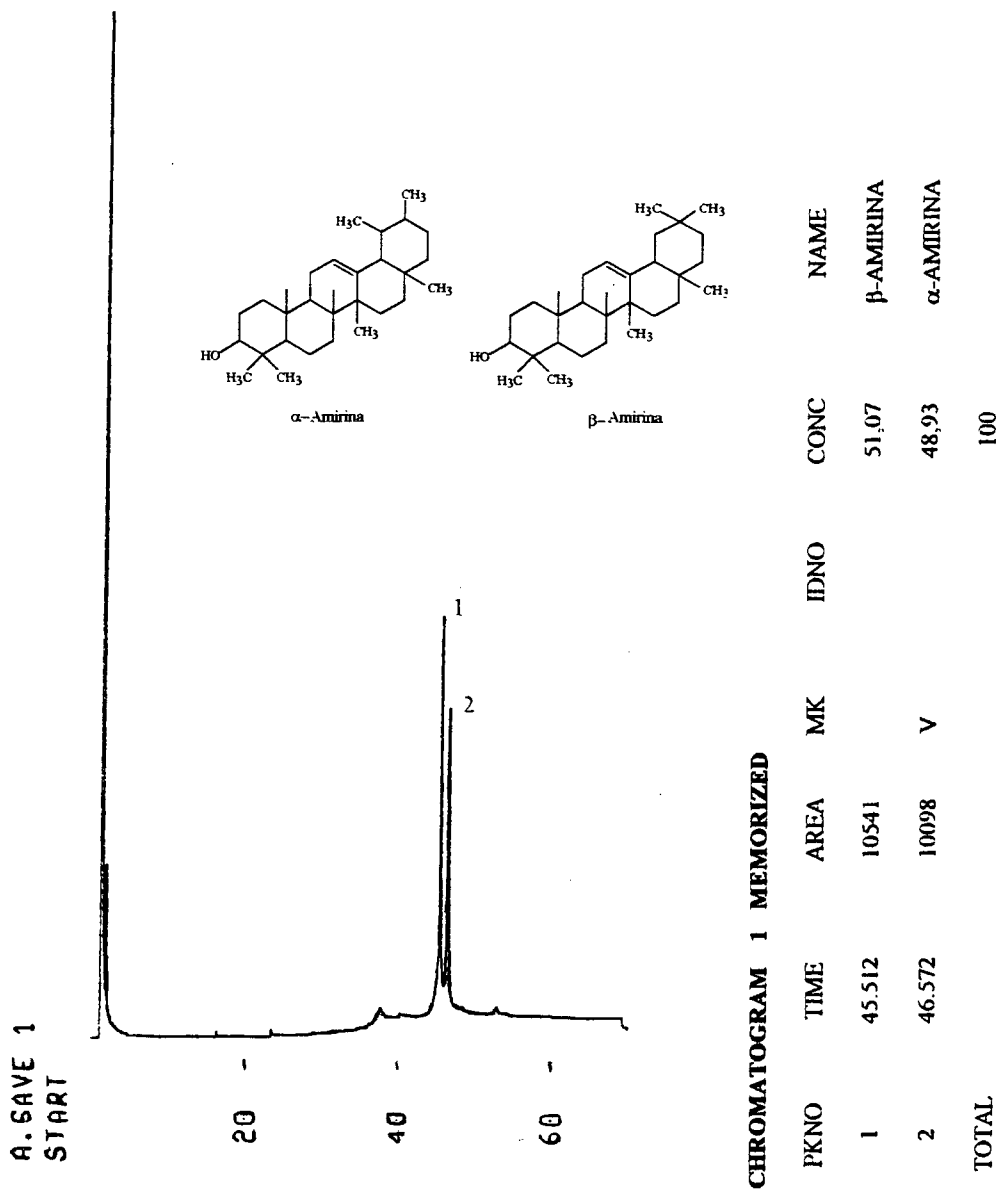 A.SAVE 1
START
20
40
60
1
2
CH3
H3C
CH3
CH3
HO
H3C CH3
α-Amirina
H3C CH3
CH3
CH3
HO
H3C CH3
β-Amirina
CHROMATOGRAM 1 MEMORIZED
PKNO TIME AREA MK IDNO CONC NAME
1 45.512 10541 51,07 β-AMIRINA
2 46.572 10098 V 48,93 α-AMIRINA
TOTAL 100